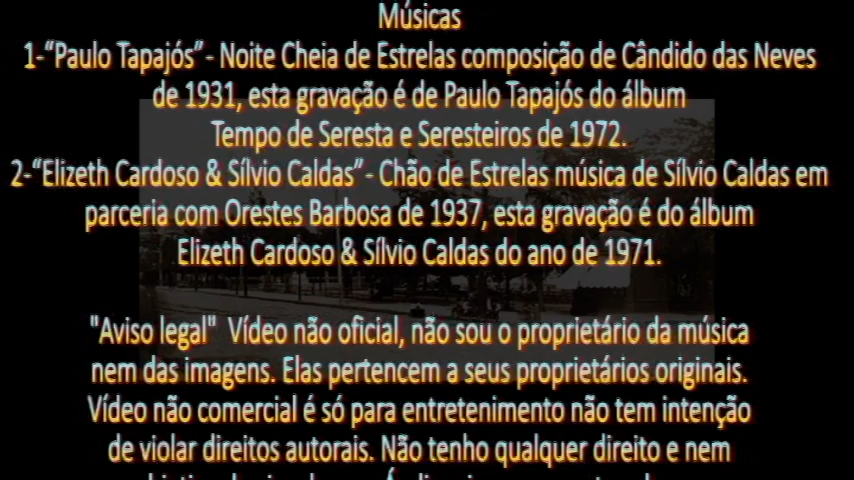 Músicas
1-“Paulo Tapajós” - Noite Cheia de Estrelas composição de Cândido das Neves
de 1931, esta gravação é de Paulo Tapajós do álbum
Tempo de Seresta e Seresteiros de 1972.
2-“Elizeth Cardoso & Sílvio Caldas” - Chão de Estrelas música de Sílvio Caldas em
parceria com Orestes Barbosa de 1937, esta gravação é do álbum
Elizeth Cardoso & Sílvio Caldas do ano de 1971.
"Aviso legal"  Vídeo não oficial, não sou o proprietário da música
nem das imagens. Elas pertencem a seus proprietários originais.
Vídeo não comercial é só para entretenimento não tem intenção
de violar direitos autorais. Não tenho qualquer direito e nem